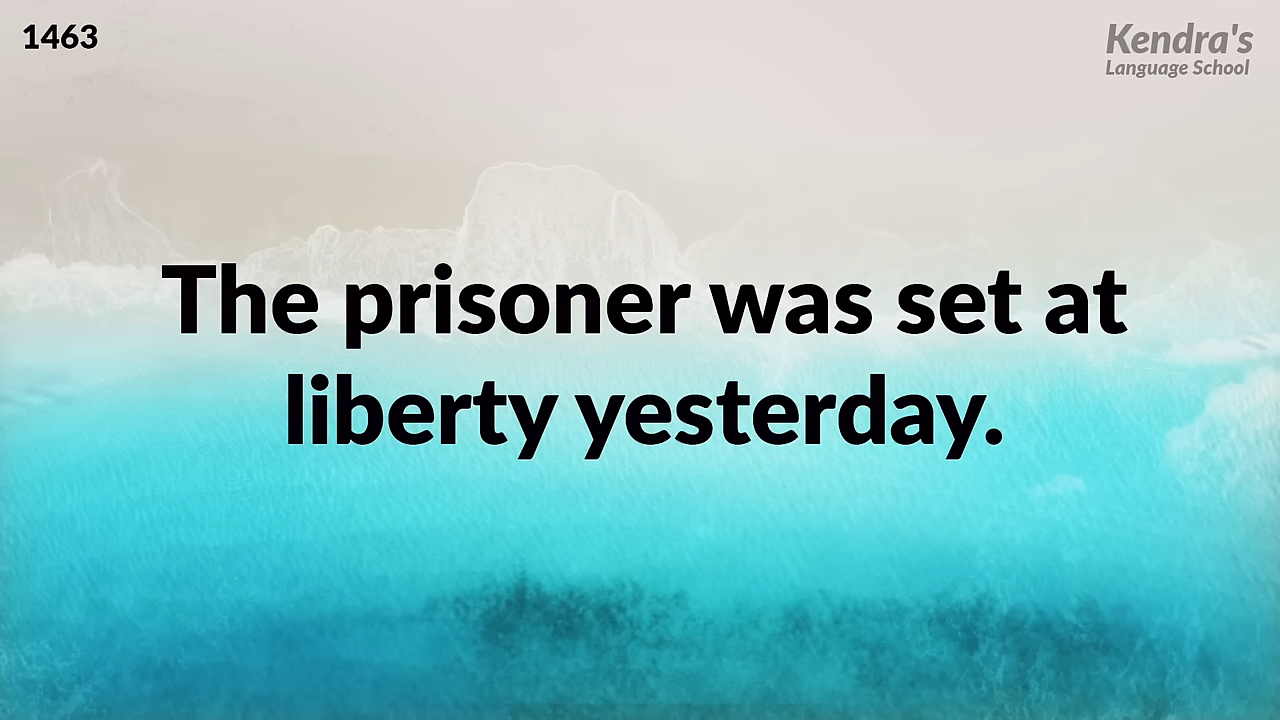 1463
Kendra's
Language School
The prisoner was set at
liberty yesterday.